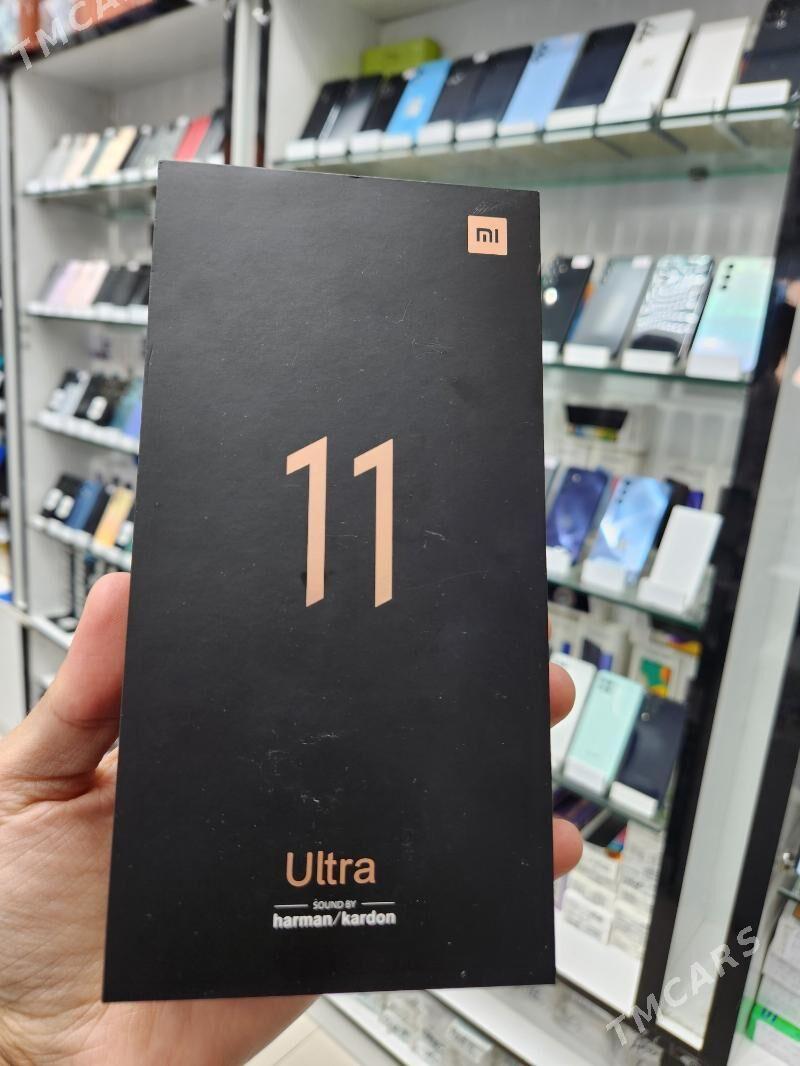 TMCARS
mi
11
Ultra
SOUND BY
harman/kardon
TMCARS